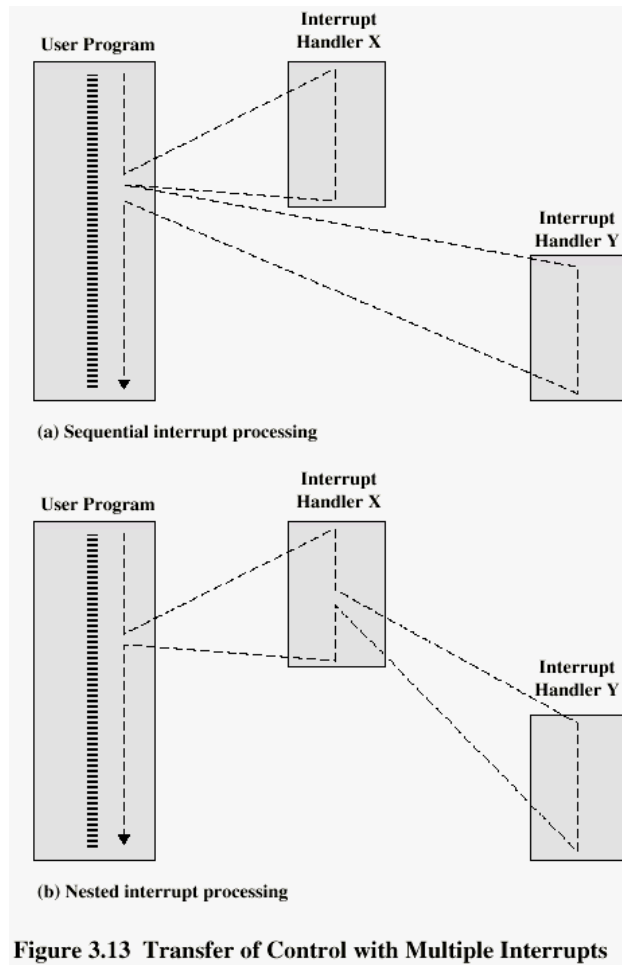 Interrupt
Handler X
User Program
Interrupt
Handler Y
(a) Sequential interrupt processing
Interrupt
Handler X
User Program
Interrupt
Handler Y
(b) Nested interrupt processing
Figure 3.13 Transfer of Control with Multiple Interrupts